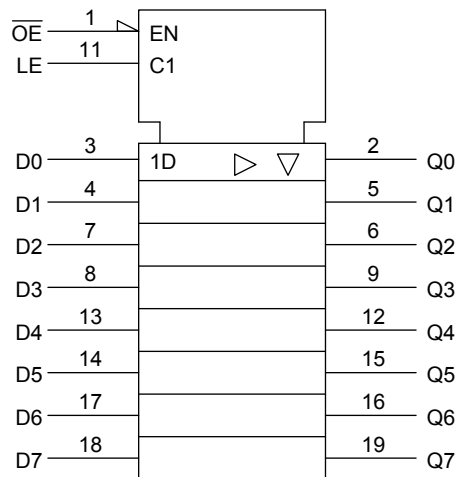 O̅E̅ 1 EN
LE 11 C1
D0 3 1D 2 Q0
D1 4 5 Q1
D2 7 6 Q2
D3 8 9 Q3
D4 13 12 Q4
D5 14 15 Q5
D6 17 16 Q6
D7 18 19 Q7